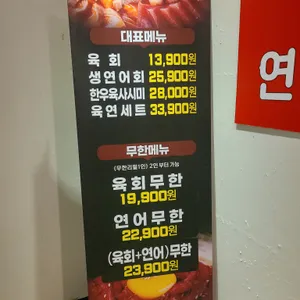 대표메뉴
육 회 13,900원
생연어회 25,900원
한우육사시미 28,000원
육연세트 33,900원
무한메뉴
(무한리필1인) 2인 부터 가능
육회무한
19,900원
연어무한
22,900원
(육회+연어)무한
23,900원
연